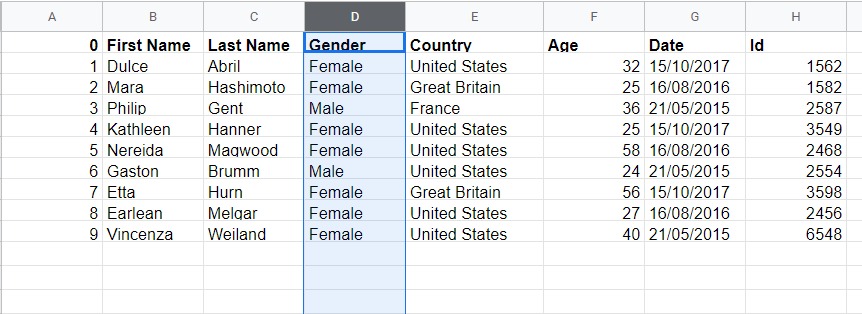 A B C D E F G H
0 First Name Last Name Gender Country Age Date Id
1 Dulce Abril Female United States 32 15/10/2017 1562
2 Mara Hashimoto Female Great Britain 25 16/08/2016 1582
3 Philip Gent Male France 36 21/05/2015 2587
4 Kathleen Hanner Female United States 25 15/10/2017 3549
5 Nereida Magwood Female United States 58 16/08/2016 2468
6 Gaston Brumm Male United States 24 21/05/2015 2554
7 Etta Hurn Female Great Britain 56 15/10/2017 3598
8 Earlean Melgar Female United States 27 16/08/2016 2456
9 Vincenza Weiland Female United States 40 21/05/2015 6548